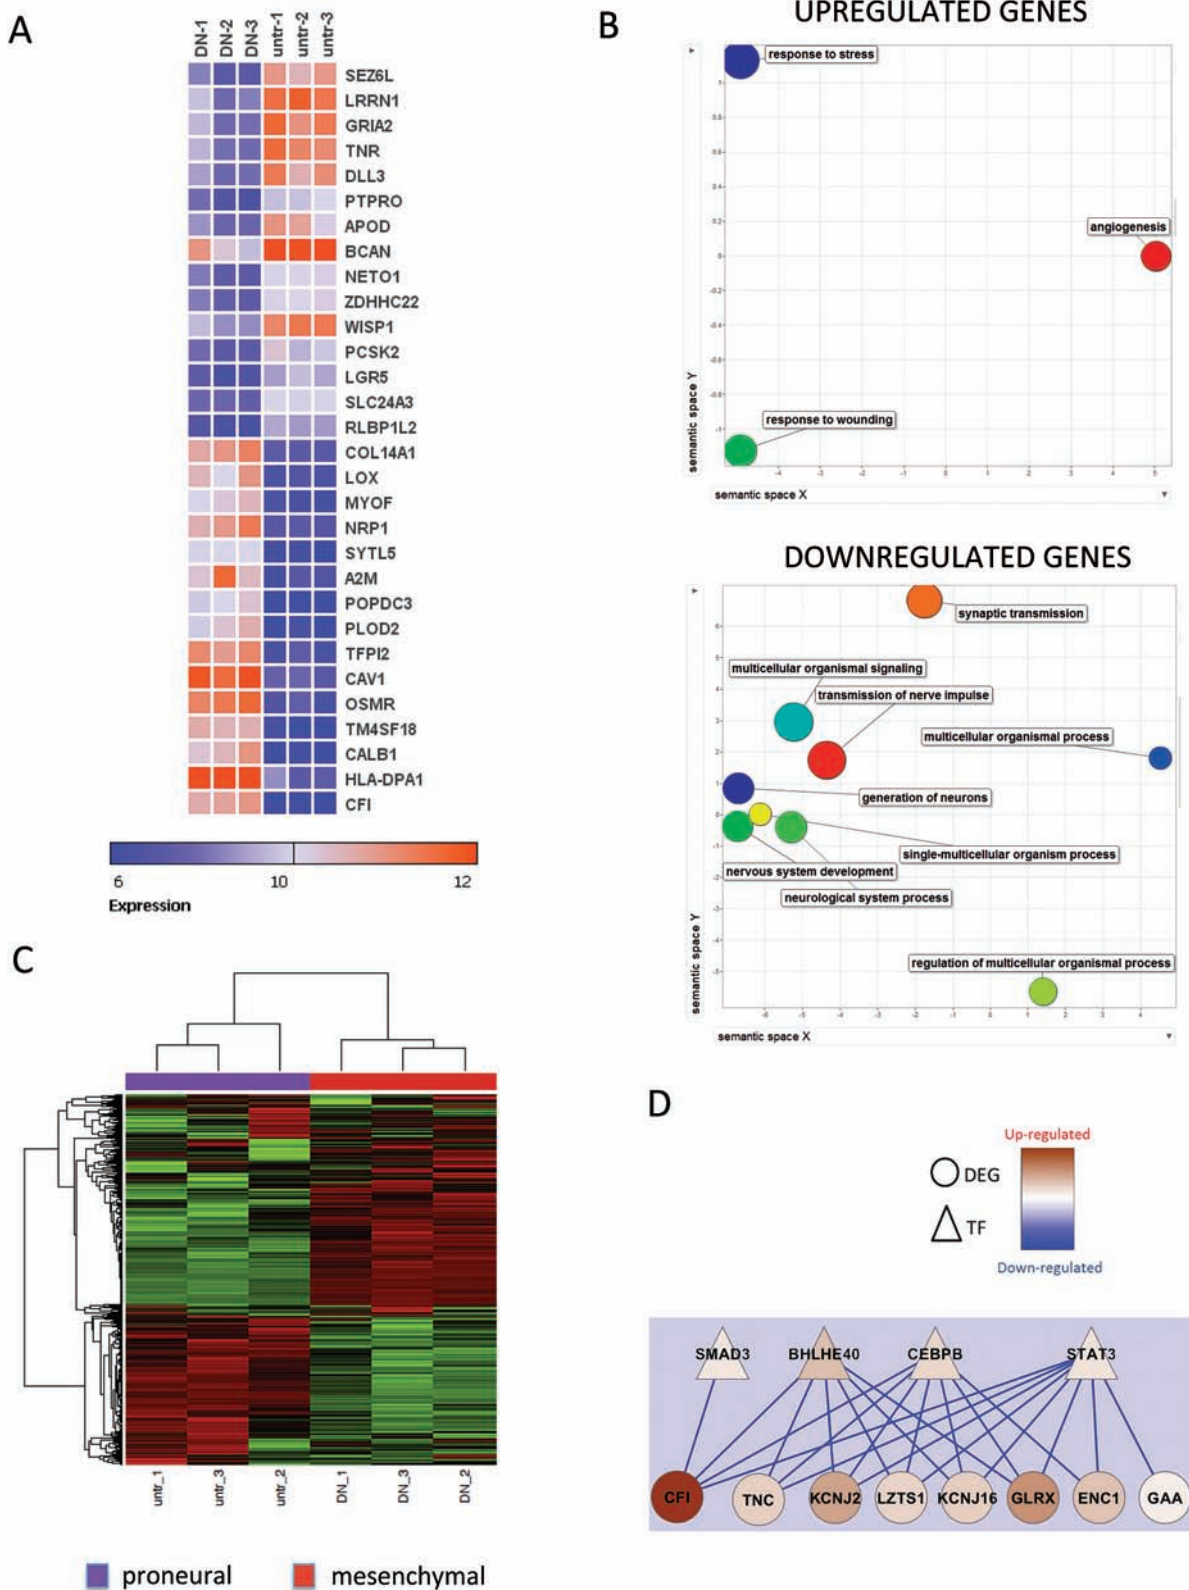 A
DN-1
DN-2
DN-3
untr-1
untr-2
untr-3
SEZ6L
LRRN1
GRIA2
TNR
DLL3
PTPRO
APOD
BCAN
NETO1
ZDHHC22
WISP1
PCSK2
LGR5
SLC24A3
RLBP1L2
COL14A1
LOX
MYOF
NRP1
SYTL5
A2M
POPDC3
PLOD2
TFPI2
CAV1
OSMR
TM4SF18
CALB1
HLA-DPA1
CFI
6 10 12
Expression
B
UPREGULATED GENES
response to stress
angiogenesis
response to wounding
semantic space Y
semantic space X
DOWNREGULATED GENES
synaptic transmission
multicellular organismal signaling
transmission of nerve impulse
multicellular organismal process
generation of neurons
single-multicellular organism process
nervous system development
neurological system process
regulation of multicellular organismal process
semantic space Y
semantic space X
C
untr_1
untr_3
untr_2
DN_1
DN_3
DN_2
proneural mesenchymal
D
Up-regulated
DEG
TF
Down-regulated
SMAD3 BHLHE40 CEBPB STAT3
CFI TNC KCNJ2 LZTS1 KCNJ16 GLRX ENC1 GAA